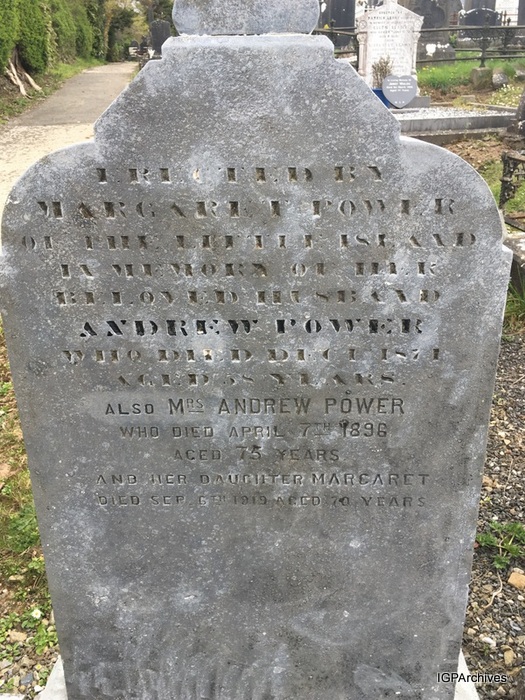 ERECTED BY
MARGARET POWER
OF THE LITTLE ISLAND
IN MEMORY OF HER
BELOVED HUSBAND
ANDREW POWER
WHO DIED DEC 1 1871
AGED 58 YEARS.
ALSO MRS ANDREW POWER
WHO DIED APRIL 7TH 1896
AGED 75 YEARS
AND HER DAUGHTER MARGARET
DIED SEP. 6TH 1919 AGED 70 YEARS
IGPArchives